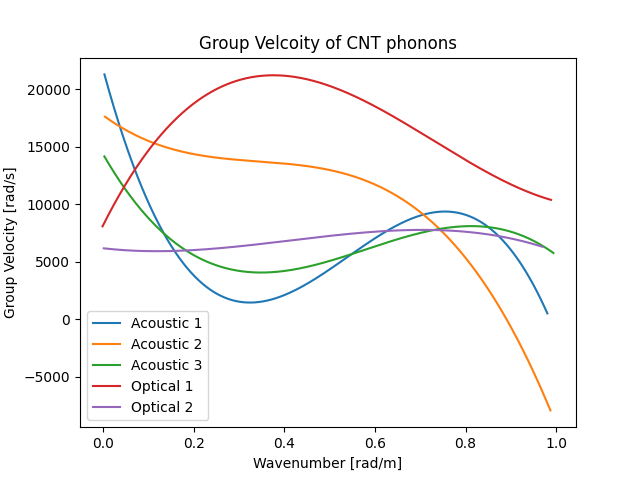 Group Velcoity of CNT phonons
Group Velocity [rad/s]
20000
15000
10000
5000
0
−5000
Acoustic 1
Acoustic 2
Acoustic 3
Optical 1
Optical 2
0.0 0.2 0.4 0.6 0.8 1.0
Wavenumber [rad/m]